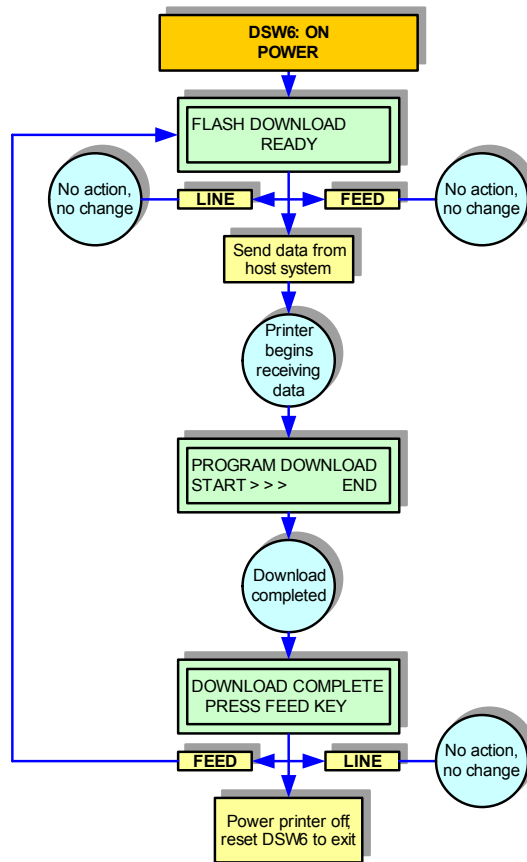 DSW6: ON
POWER
FLASH DOWNLOAD
READY
No action,
no change
LINE
FEED
No action,
no change
Send data from
host system
Printer
begins
receiving
data
PROGRAM DOWNLOAD
START > > > END
Download
completed
DOWNLOAD COMPLETE
PRESS FEED KEY
FEED
LINE
No action,
no change
Power printer off,
reset DSW6 to exit